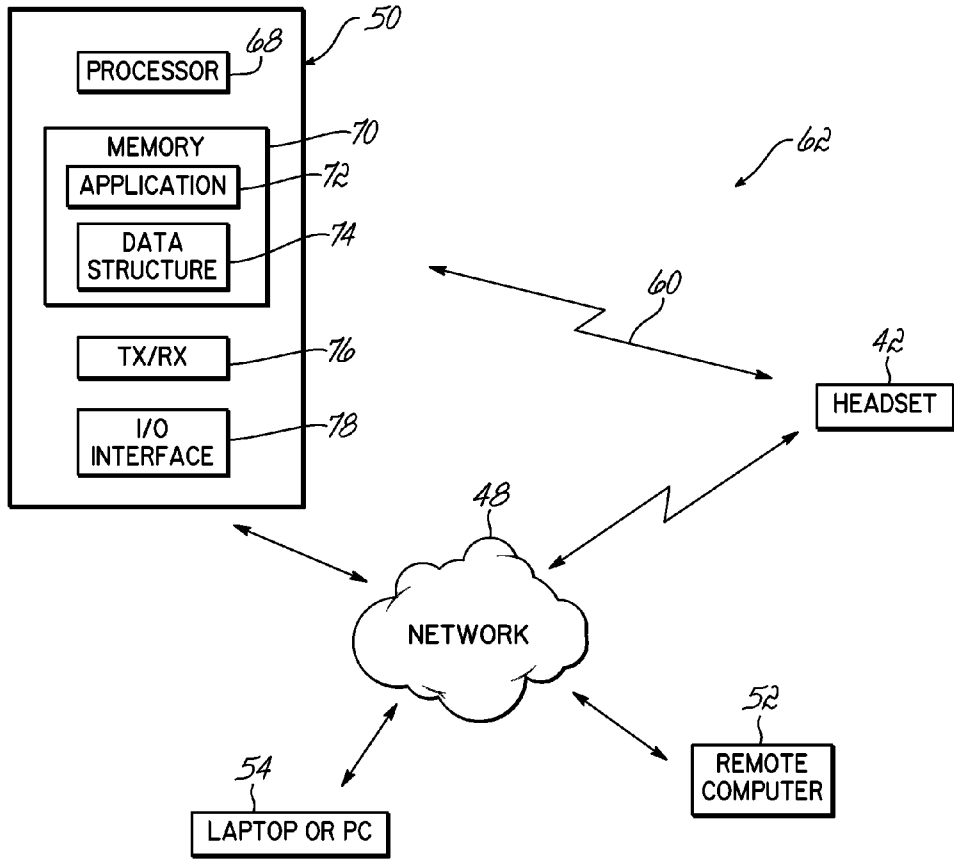 50
68
PROCESSOR
70
MEMORY
62
72
APPLICATION
74
DATA
STRUCTURE
60
76
TX/RX
42
HEADSET
78
I/O
INTERFACE
48
NETWORK
52
REMOTE
COMPUTER
54
LAPTOP OR PC